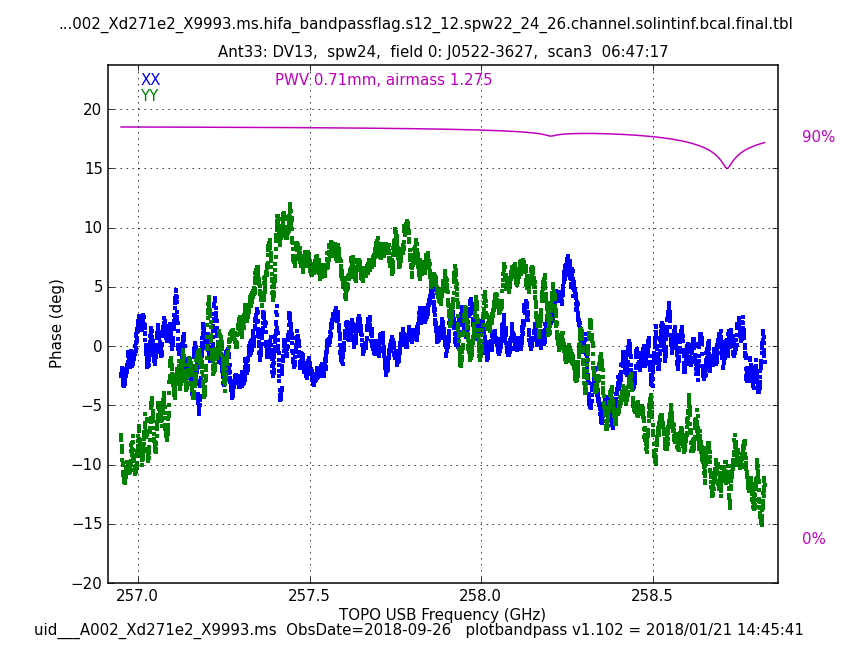 ...002_Xd271e2_X9993.ms.hifa_bandpassflag.s12_12.spw22_24_26.channel.solintinf.bcal.final.tbl
Ant33: DV13,  spw24,  field 0: J0522-3627,  scan3  06:47:17
XX
PWV 0.71mm, airmass 1.275
YY
20
90%
15
10
5
0
−5
−10
−15
0%
−20
Phase (deg)
257.0 257.5 258.0 258.5
TOPO USB Frequency (GHz)
uid___A002_Xd271e2_X9993.ms  ObsDate=2018-09-26   plotbandpass v1.102 = 2018/01/21 14:45:41